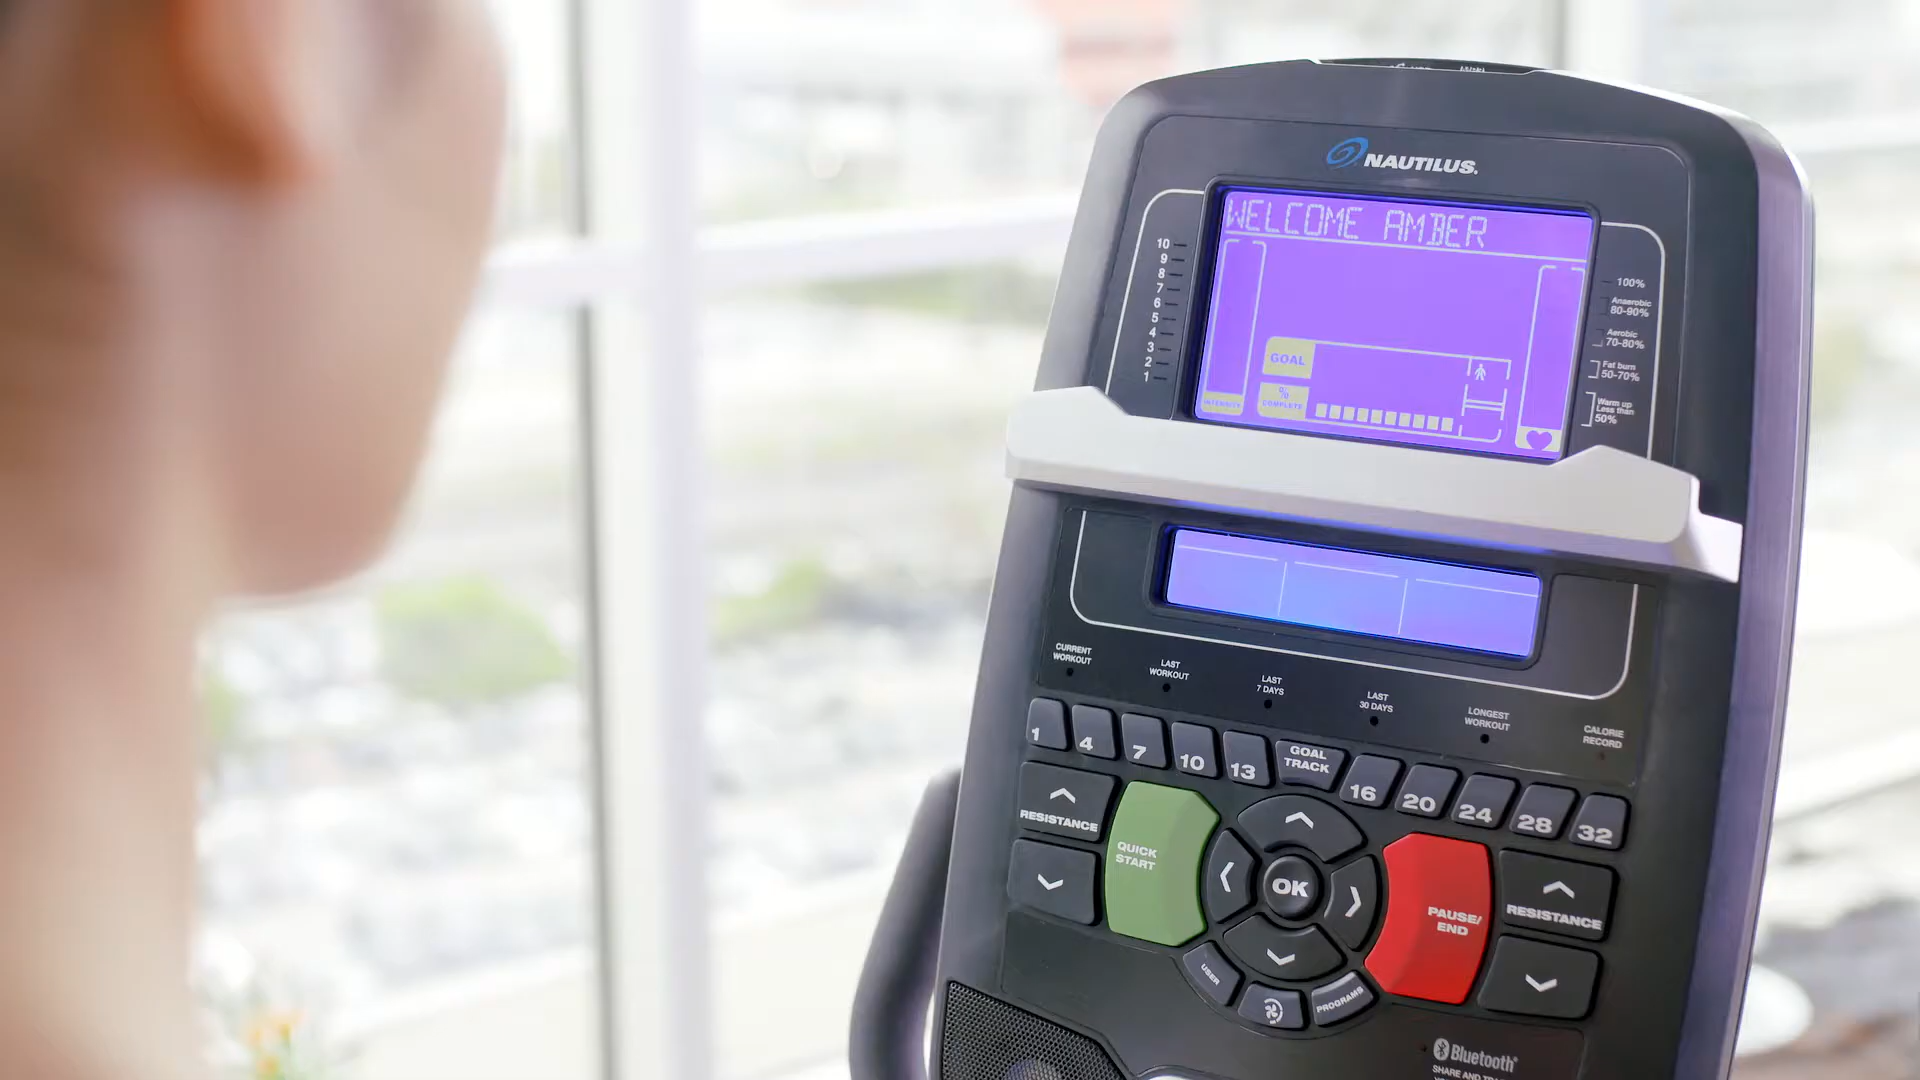 NAUTILUS.
WELCOME AMBER
10
9
8
7
6
5
4
3
2
1
100%
Anaerobic
80-90%
Aerobic
70-80%
Fat burn
50-70%
Warm up
Less than
50%
GOAL
%
COMPLETE
INTENSITY
CURRENT
WORKOUT
LAST
WORKOUT
LAST
7 DAYS
LAST
30 DAYS
LONGEST
WORKOUT
CALORIE
RECORD
1
4
7
10
13
GOAL
TRACK
16
20
24
28
32
RESISTANCE
QUICK
START
OK
PAUSE/
END
RESISTANCE
USER
PROGRAMS
Bluetooth®
SHARE AND